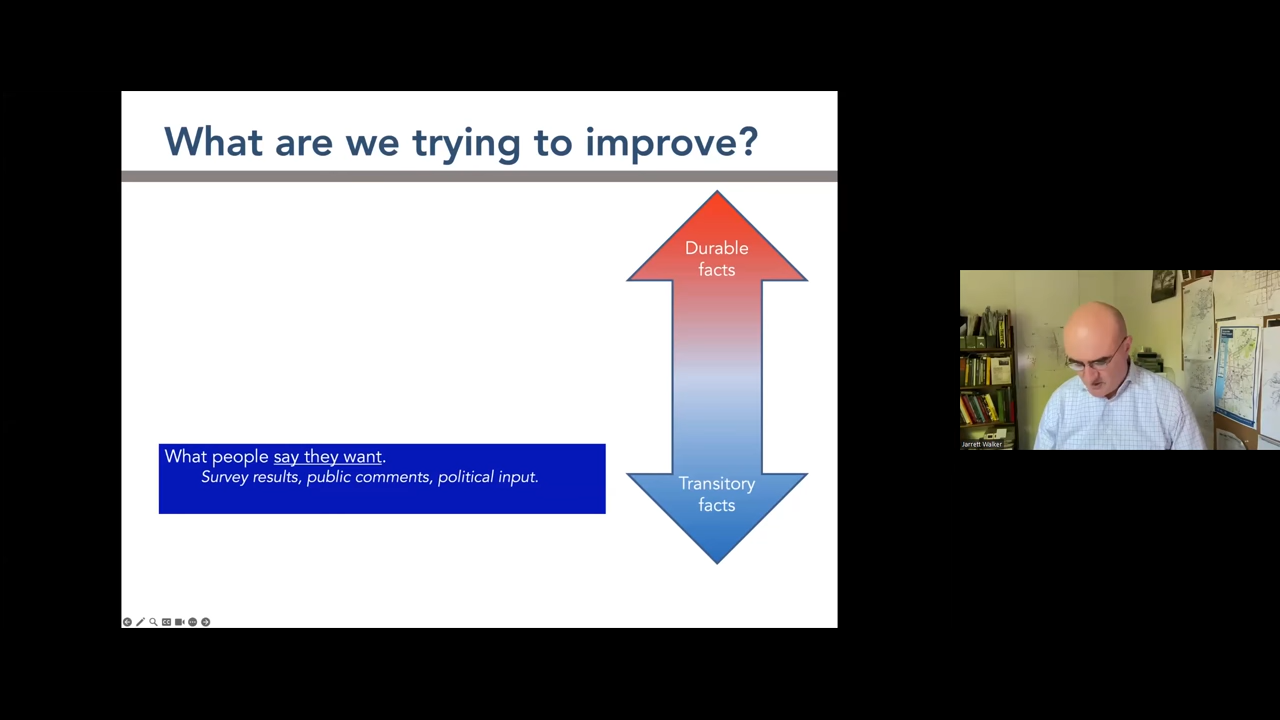 What are we trying to improve?
Durable
facts
What people say they want.
Survey results, public comments, political input.
Transitory
facts
Jarrett Walker